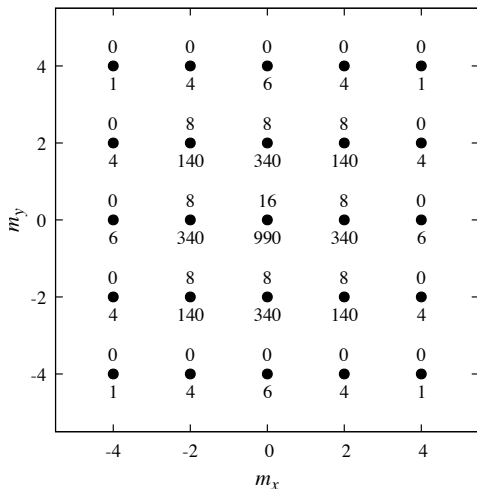 0 0 0 0 0
4
1 4 6 4 1
0 8 8 8 0
2
4 140 340 140 4
0 8 16 8 0
0
6 340 990 340 6
0 8 8 8 0
-2
4 140 340 140 4
0 0 0 0 0
-4
1 4 6 4 1
m_y
-4 -2 0 2 4
m_x